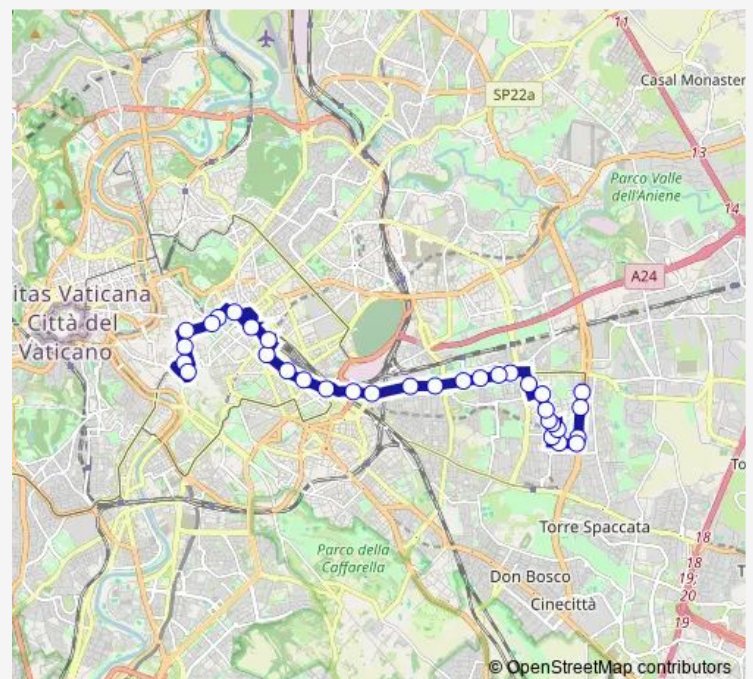 11
Casal Monaster
SP22a
13
Parco Valle
dell'Aniene
14
A24
itas Vaticana
Città del
Vaticano
To
Torre Spaccata
18
Parco della
Caffarella
Don Bosco
18
19;
20
Cinecittà
19
T
© OpenStreetMap contributors